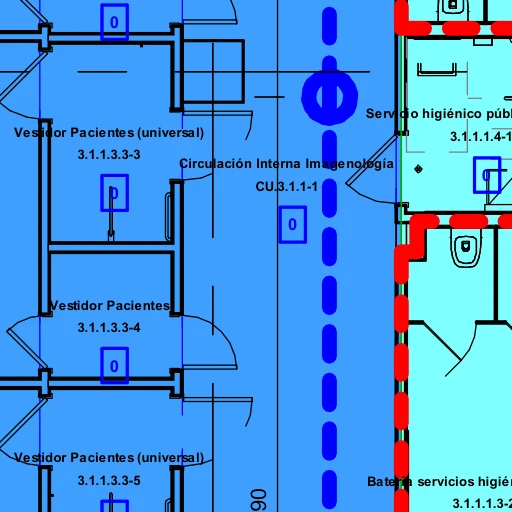 0
Servicio higiénico públ
3.1.1.1.4-1
Vestidor Pacientes (universal)
3.1.1.3.3-3
Circulación Interna Imagenología
CU.3.1.1-1
0
0
0
Vestidor Pacientes
3.1.1.3.3-4
0
Vestidor Pacientes (universal)
3.1.1.3.3-5
Batería servicios higién
3.1.1.1.3-2
90